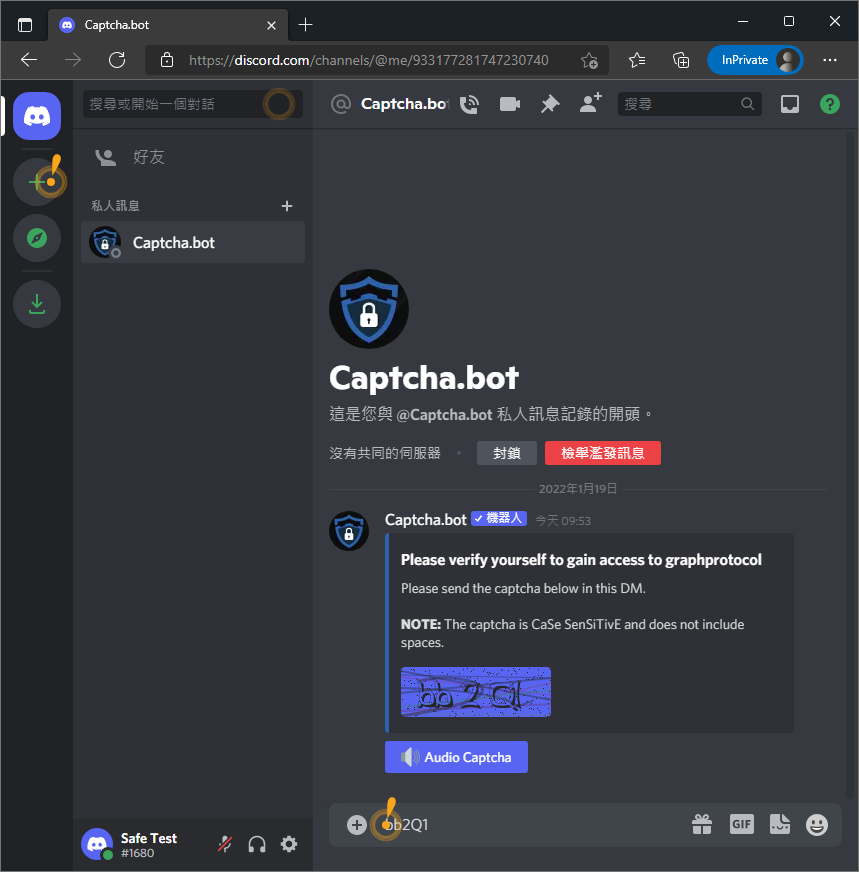 Captcha.bot
https://discord.com/channels/@me/933177281747230740
InPrivate
搜尋或開始一個對話
Captcha.bo
搜尋
好友
私人訊息
Captcha.bot
Captcha.bot
這是您與 @Captcha.bot 私人訊息記錄的開頭。
沒有共同的伺服器 • 封鎖 檢舉濫發訊息
2022年1月19日
Captcha.bot ✓ 機器人 今天 09:53
Please verify yourself to gain access to graphprotocol
Please send the captcha below in this DM.
NOTE: The captcha is CaSe SenSiTivE and does not include
spaces.
Audio Captcha
bb2Q1
GIF
Safe Test
#1680